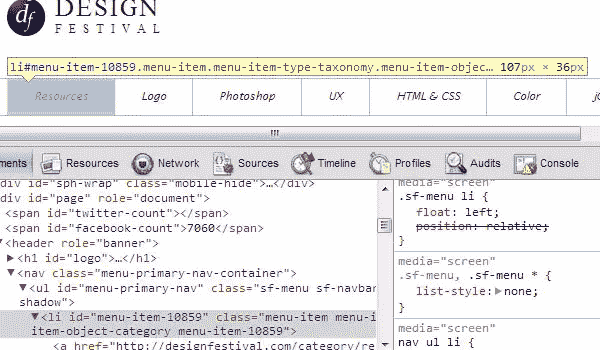 df DESIGN
FESTIVAL
li#menu-item-10859.menu-item.menu-item-type-taxonomy.menu-item-objec... 107px × 36px
Resources Logo Photoshop UX HTML & CSS Color
ments Resources Network Sources Timeline Profiles Audits Console
div id="sph-wrap" class="mobile-hide">…</div>
div id="page" role="document">
<span id="twitter-count"></span>
<span id="facebook-count">7060</span>
▼<header role="banner">
▶<h1 id="logo">…</h1>
▼<nav class="menu-primary-nav-container">
▼<ul id="menu-primary-nav" class="sf-menu sf-navbar
shadow">
▼<li id="menu-item-10859" class="menu-item menu-i
item-object-category menu-item-10859">
<a href="http://designfestival.com/category/re
media="screen"
.sf-menu li {
float: left;
position: relative;
}
media="screen"
.sf-menu, .sf-menu * {
list-style:▶none;
}
media="screen"
nav ul li {